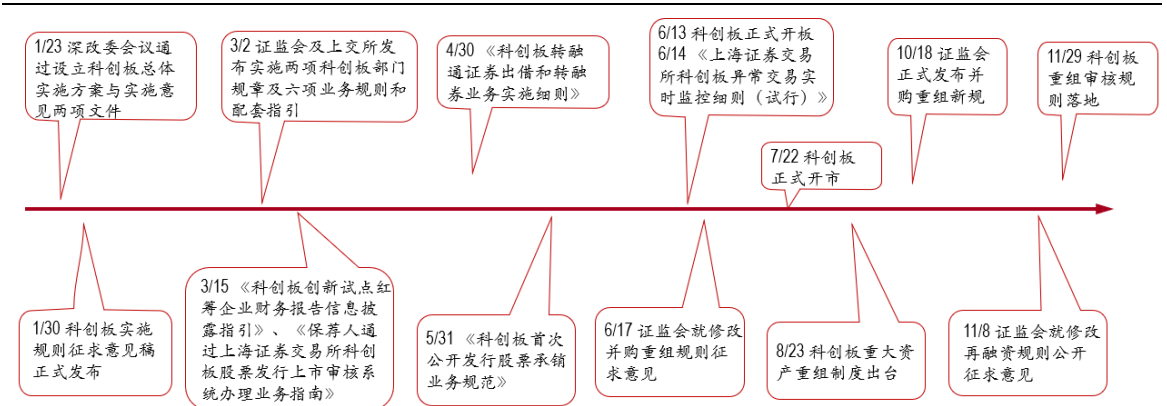 1/23 深改委会议通
过设立科创板总体
实施方案与实施意
见两项文件
3/2 证监会及上交所发
布实施两项科创板部门
规章及六项业务规则和
配套指引
4/30 《科创板转融
通证券出借和转融
券业务实施细则》
6/13 科创板正式开板
6/14 《上海证券交易
所科创板异常交易实
时监控细则（试行）》
7/22 科创板
正式开市
10/18 证监会
正式发布并
购重组新规
11/29 科创板
重组审核规
则落地
1/30 科创板实施
规则征求意见稿
正式发布
3/15 《科创板创新试点红
筹企业财务报告信息披
露指引》、《保荐人通
过上海证券交易所科创
板股票发行上市审核系
统办理业务指南》
5/31 《科创板首次
公开发行股票承销
业务规范》
6/17 证监会就修改
并购重组规则征
求意见
8/23 科创板重大资
产重组制度出台
11/8 证监会就修改
再融资规则公开
征求意见